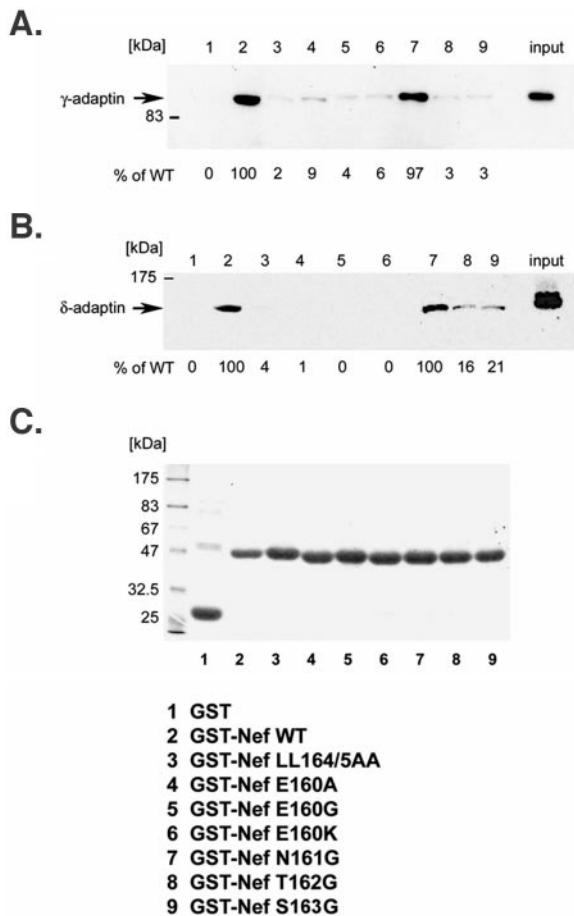 A.
[kDa] 1 2 3 4 5 6 7 8 9 input
γ-adaptin
83
% of WT 0 100 2 9 4 6 97 3 3
B.
[kDa] 1 2 3 4 5 6 7 8 9 input
175
δ-adaptin
% of WT 0 100 4 1 0 0 100 16 21
C.
[kDa]
175
83
67
47
32.5
25
1 2 3 4 5 6 7 8 9
1 GST
2 GST-Nef WT
3 GST-Nef LL164/5AA
4 GST-Nef E160A
5 GST-Nef E160G
6 GST-Nef E160K
7 GST-Nef N161G
8 GST-Nef T162G
9 GST-Nef S163G